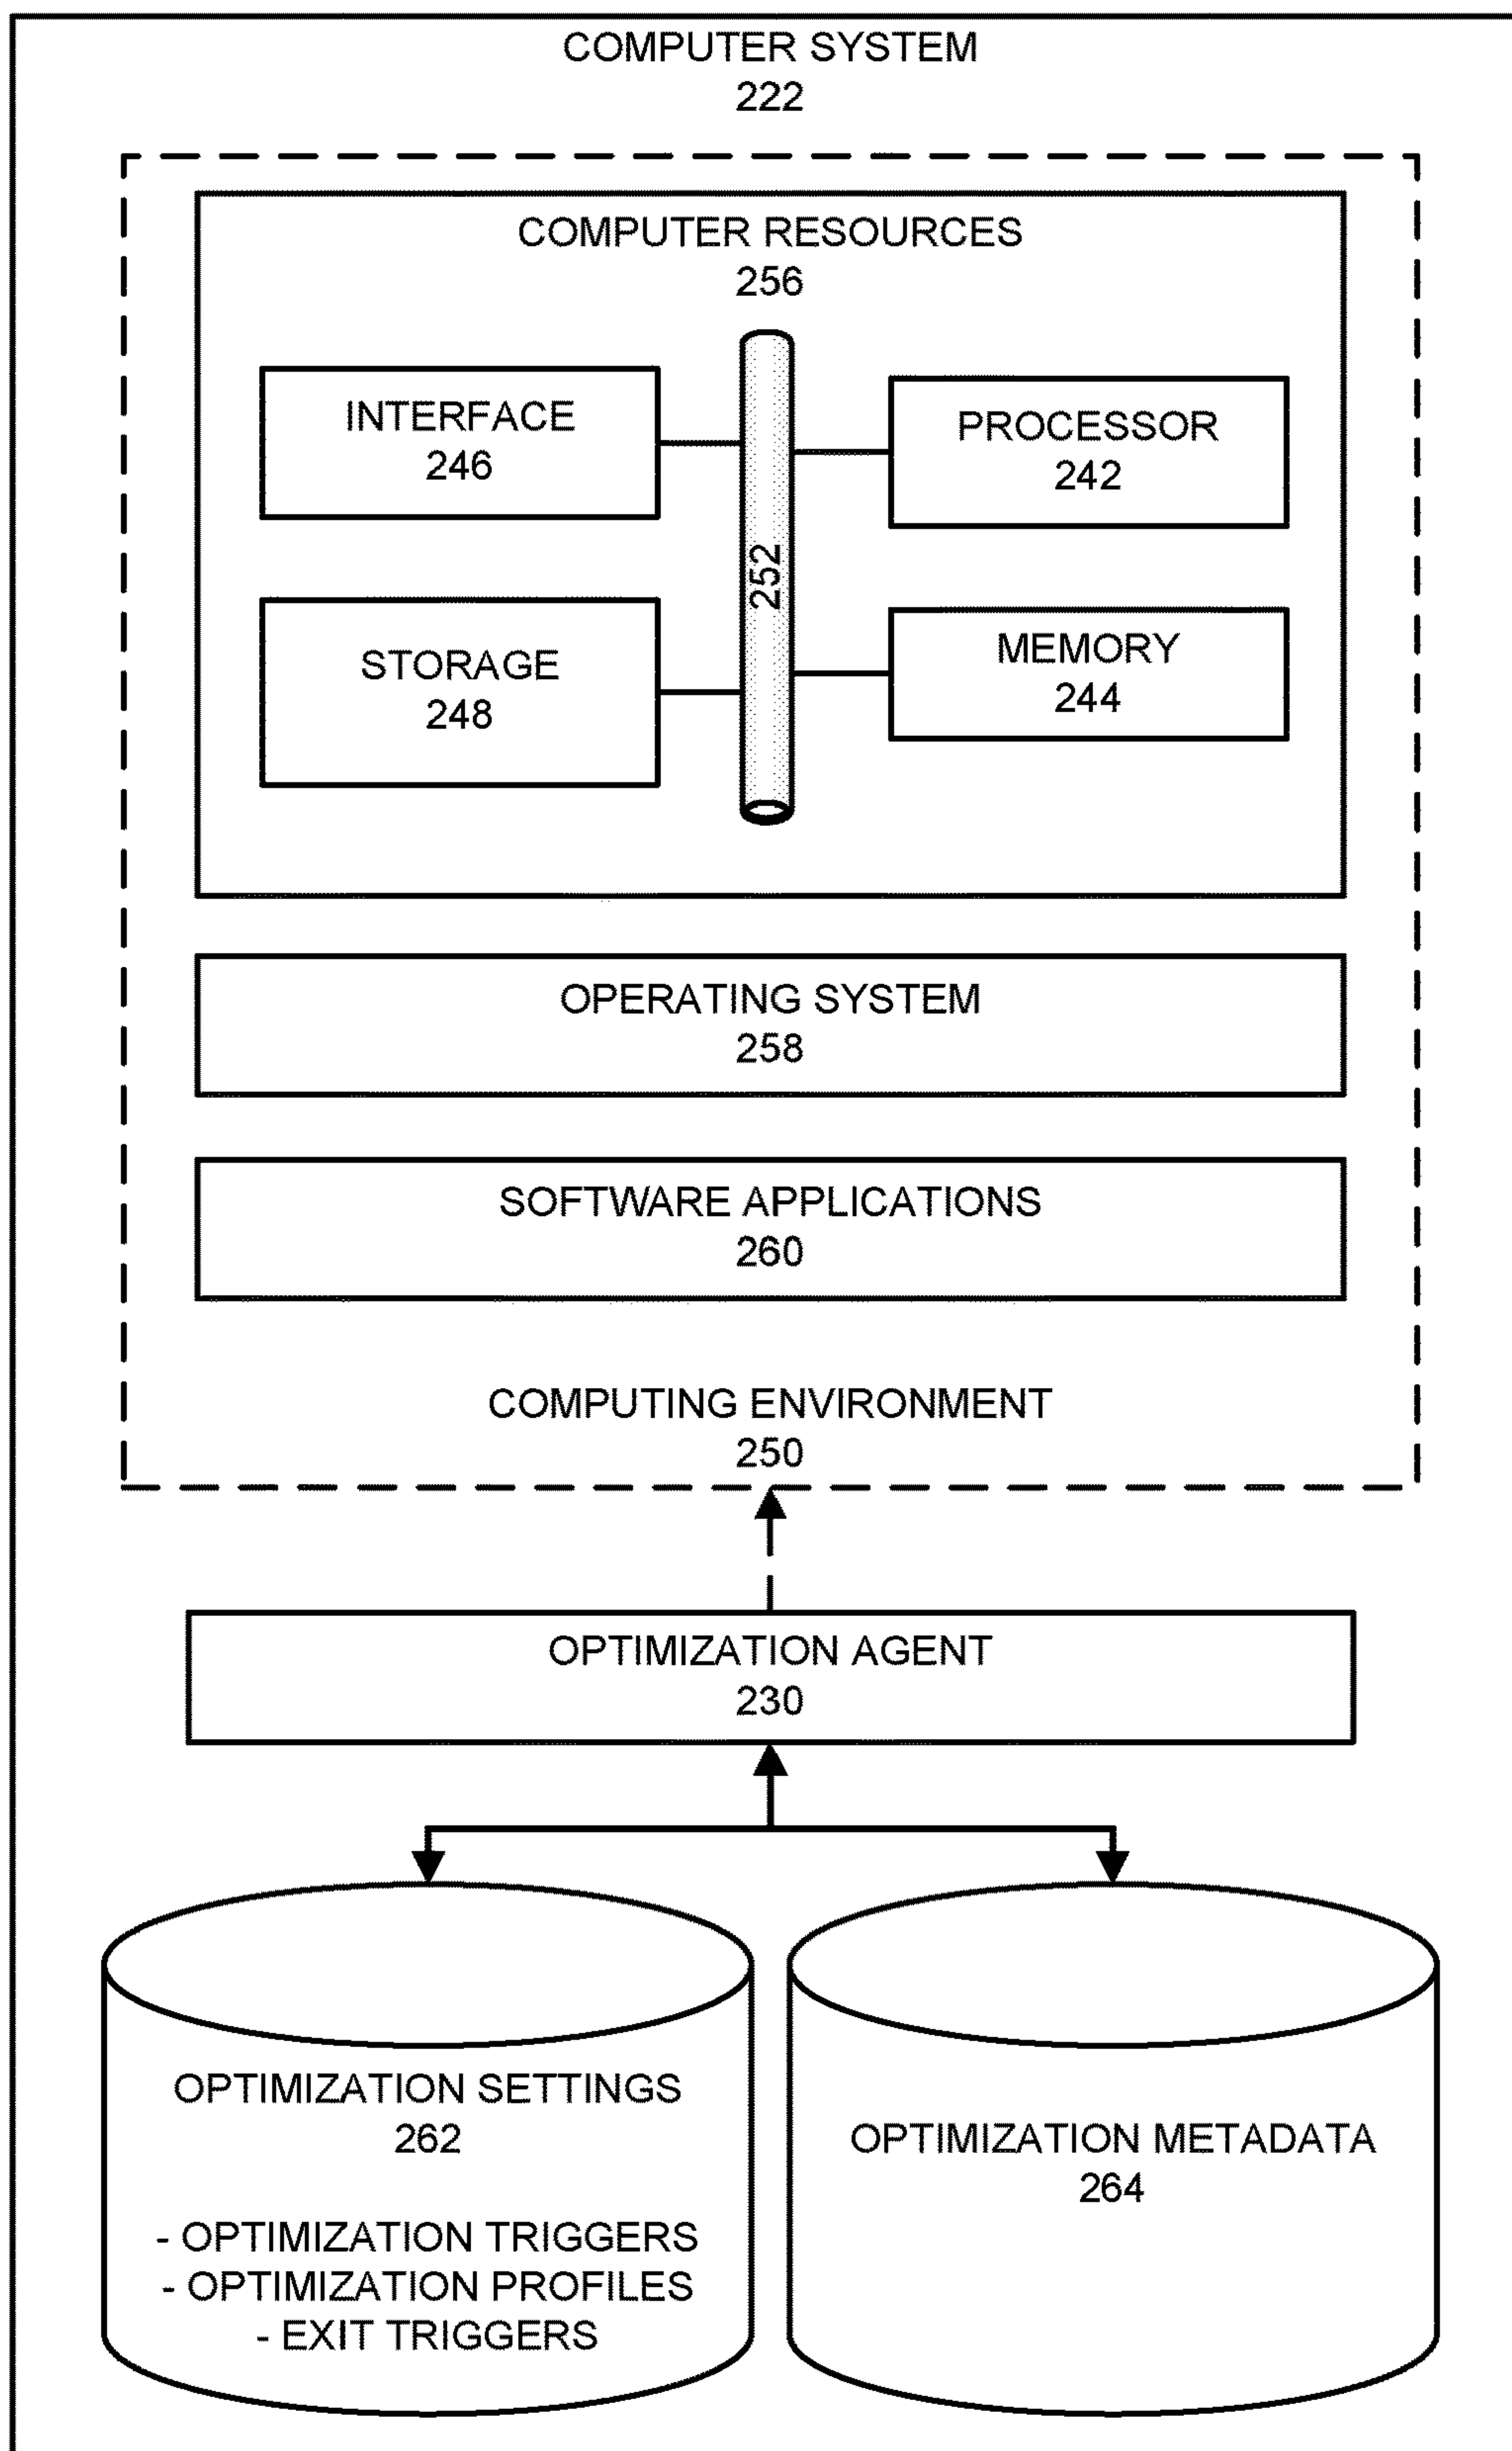 COMPUTER SYSTEM
222
COMPUTER RESOURCES
256
INTERFACE
246
PROCESSOR
242
252
STORAGE
248
MEMORY
244
OPERATING SYSTEM
258
SOFTWARE APPLICATIONS
260
COMPUTING ENVIRONMENT
250
OPTIMIZATION AGENT
230
OPTIMIZATION SETTINGS
262
- OPTIMIZATION TRIGGERS
- OPTIMIZATION PROFILES
- EXIT TRIGGERS
OPTIMIZATION METADATA
264